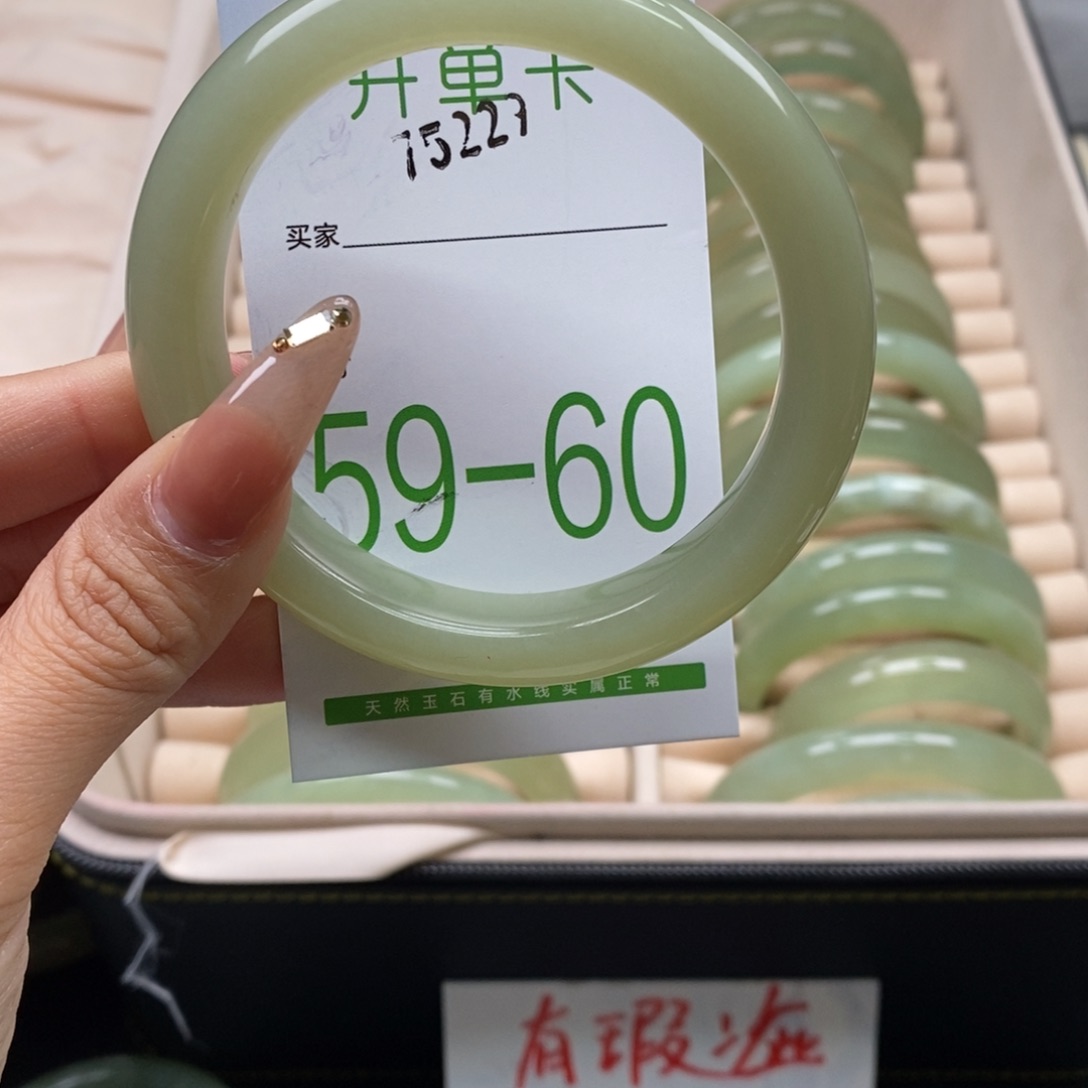 开单卡
15227
买家
59-60
天然玉石有水线实属正常
有瑕疵